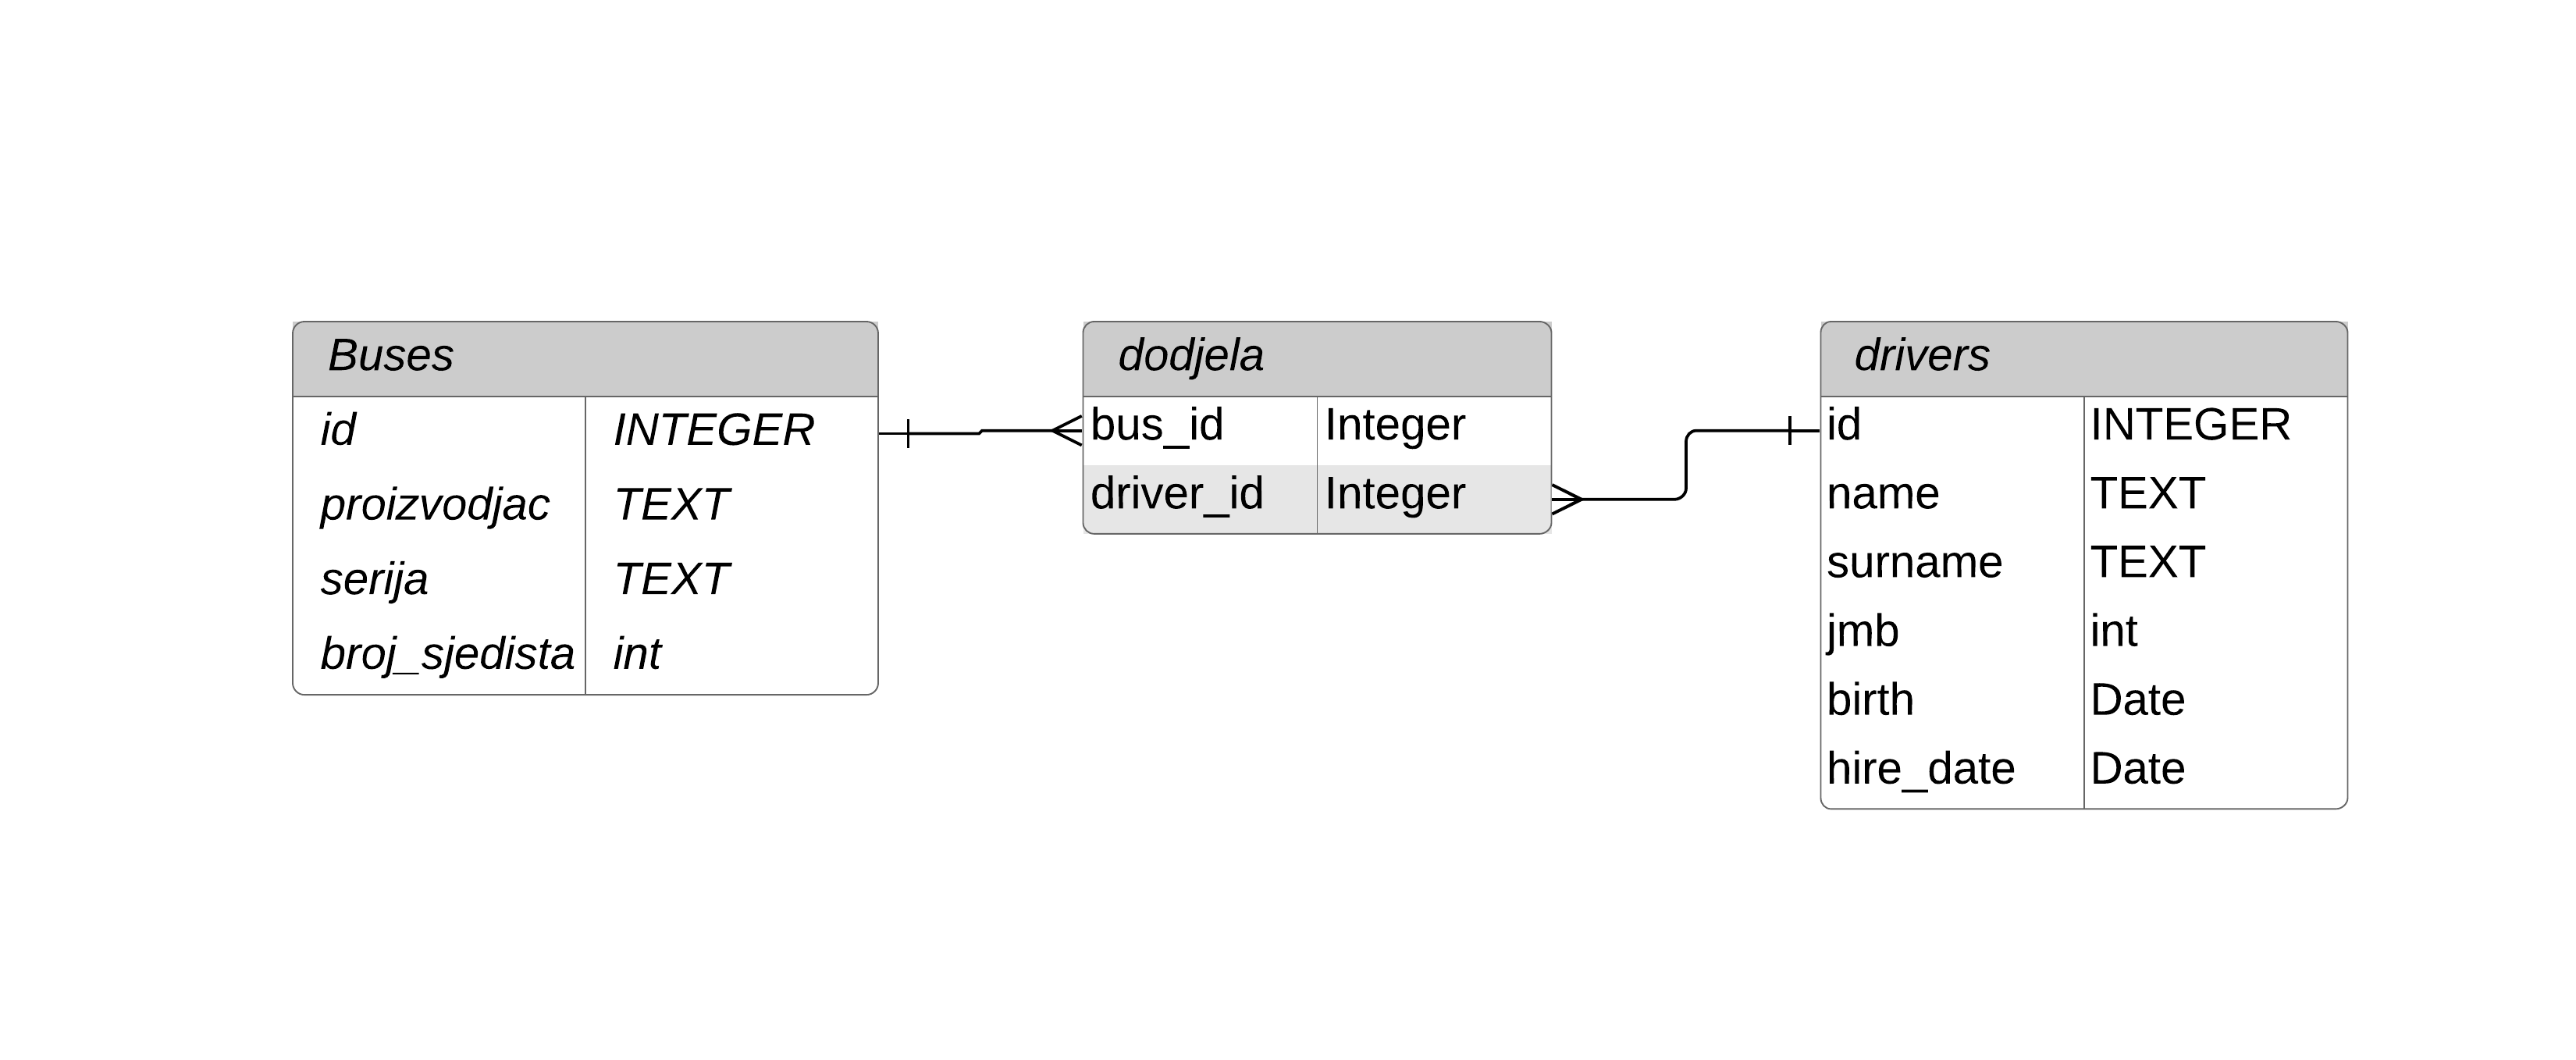 Buses
id INTEGER
proizvodjac TEXT
serija TEXT
broj_sjedista int
dodjela
bus_id Integer
driver_id Integer
drivers
id INTEGER
name TEXT
surname TEXT
jmb int
birth Date
hire_date Date